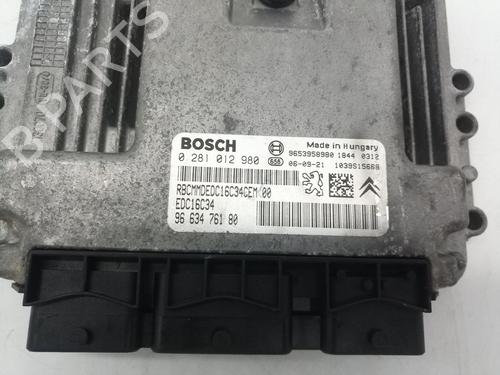 BOSCH
0 281 012 980
Made in Hungary
9653958980 1844 0312
656 06-09-21 1039S15668
RBCMMDEDC16C34CEM/00
EDC16C34
96 634 761 80
B-PARTS